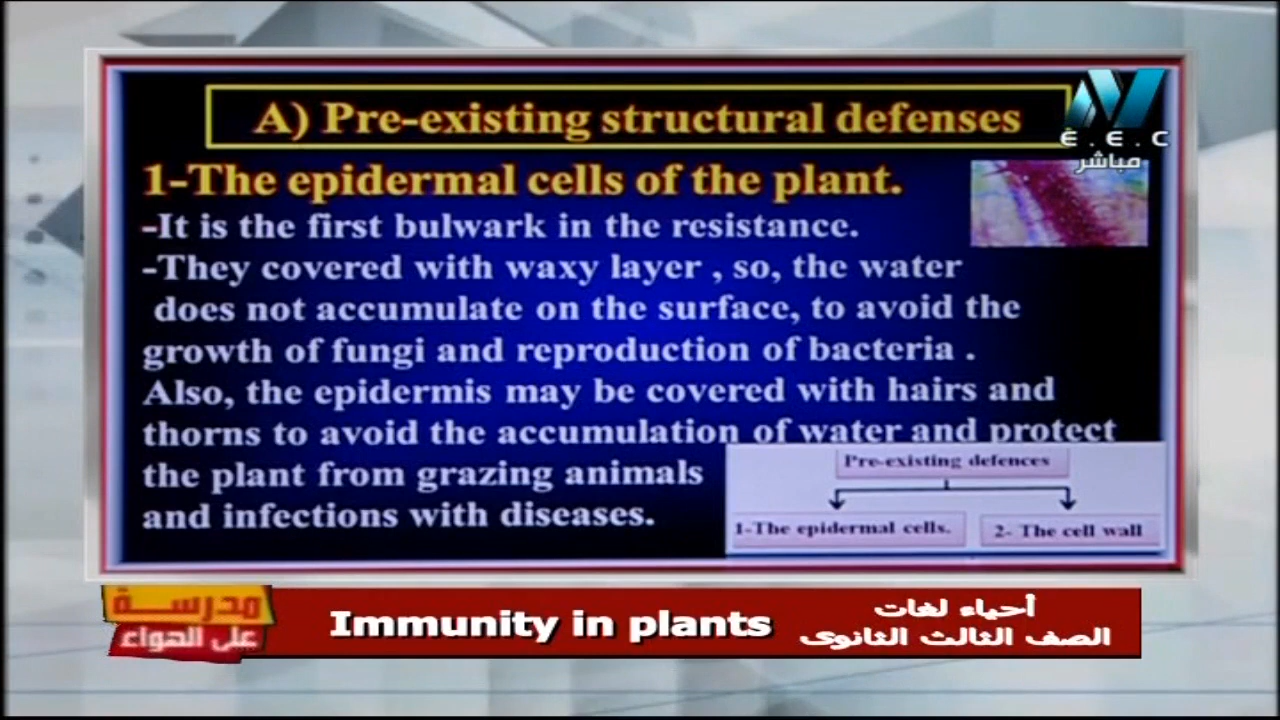 A) Pre-existing structural defenses
É . E . C
مباشر
1-The epidermal cells of the plant.
-It is the first bulwark in the resistance.
-They covered with waxy layer , so, the water
does not accumulate on the surface, to avoid the
growth of fungi and reproduction of bacteria .
Also, the epidermis may be covered with hairs and
thorns to avoid the accumulation of water and protect
the plant from grazing animals
and infections with diseases.
Pre-existing defences
1-The epidermal cells.
2- The cell wall
مدرسة
على الهواء
Immunity in plants
أحياء لغات
الصف الثالث الثانوى